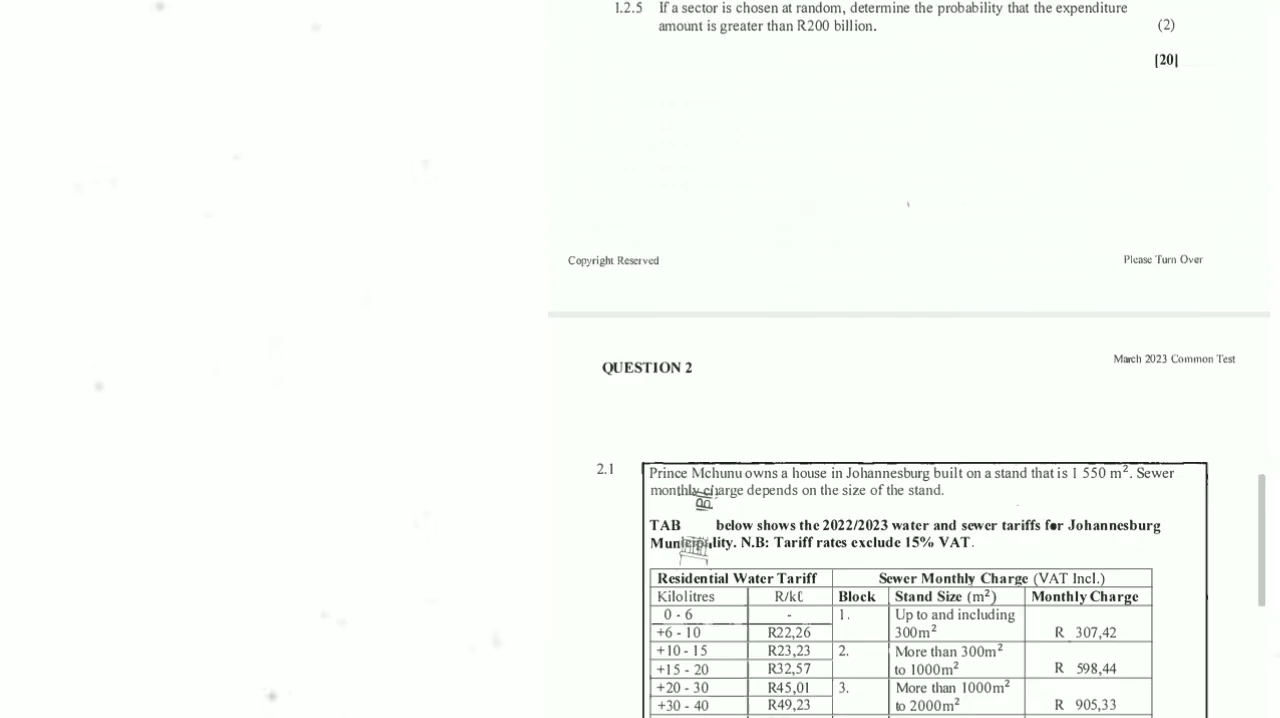 1.2.5 If a sector is chosen at random, determine the probability that the expenditure
amount is greater than R200 billion. (2)
[20]
Copyright Reserved Please Turn Over
March 2023 Common Test
QUESTION 2
2.1 Prince Mchunu owns a house in Johannesburg built on a stand that is 1 550 m². Sewer
monthly charge depends on the size of the stand.
TAB below shows the 2022/2023 water and sewer tariffs for Johannesburg
Municipality. N.B: Tariff rates exclude 15% VAT.
Residential Water Tariff Sewer Monthly Charge (VAT Incl.)
Kilolitres R/kℓ Block Stand Size (m²) Monthly Charge
0 - 6 - 1. Up to and including
+6 - 10 R22,26 300m² R 307,42
+10 - 15 R23,23 2. More than 300m²
+15 - 20 R32,57 to 1000m² R 598,44
+20 - 30 R45,01 3. More than 1000m²
+30 - 40 R49,23 to 2000m² R 905,33